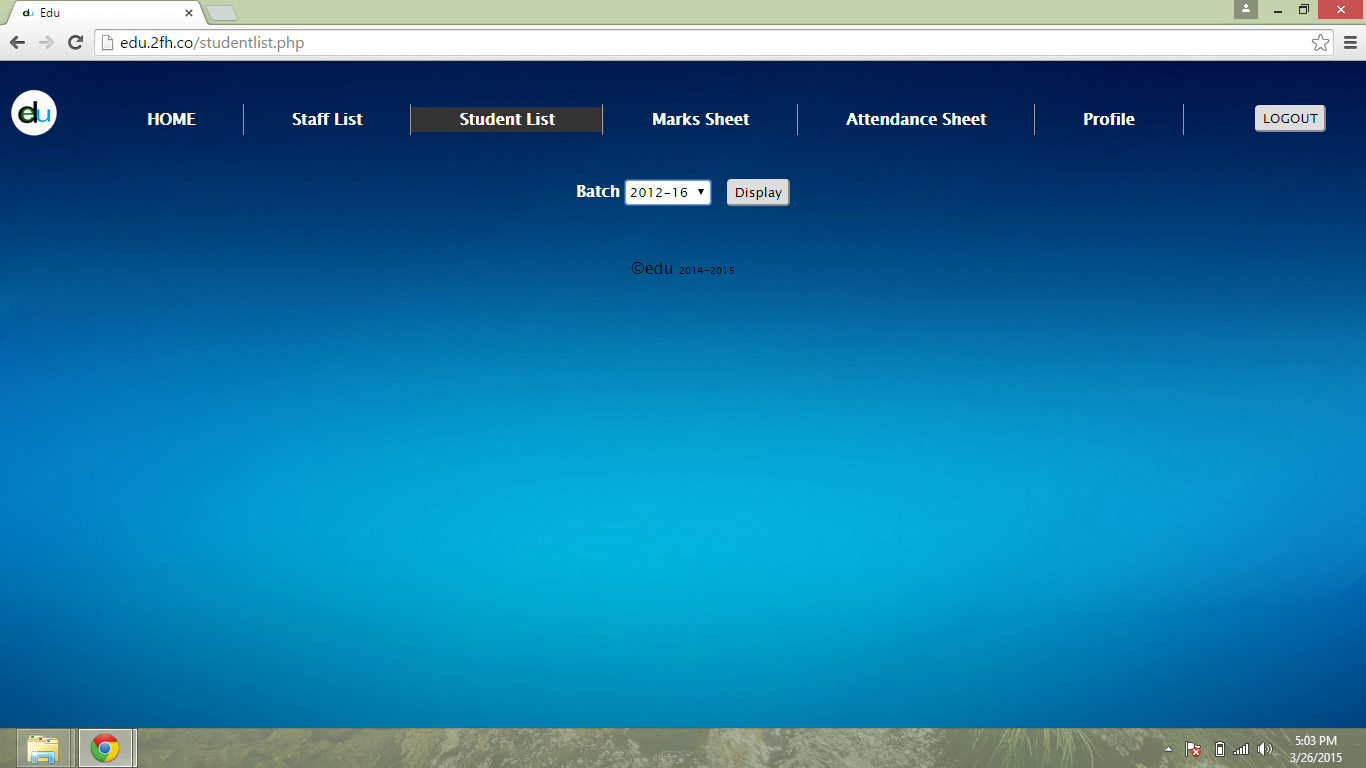 Edu
edu.2fh.co/studentlist.php
edu HOME Staff List Student List Marks Sheet Attendance Sheet Profile LOGOUT
Batch 2012-16 Display
©edu 2014-2015
5:03 PM
3/26/2015